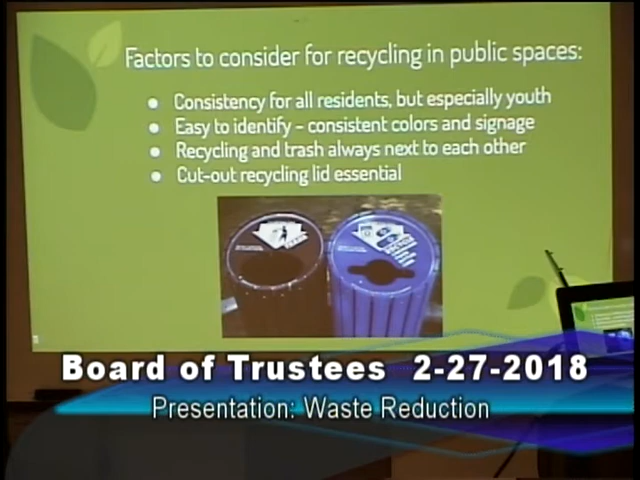 Factors to consider for recycling in public spaces:
Consistency for all residents, but especially youth
Easy to identify – consistent colors and signage
Recycling and trash always next to each other
Cut-out recycling lid essential
Board of Trustees 2-27-2018
Presentation: Waste Reduction